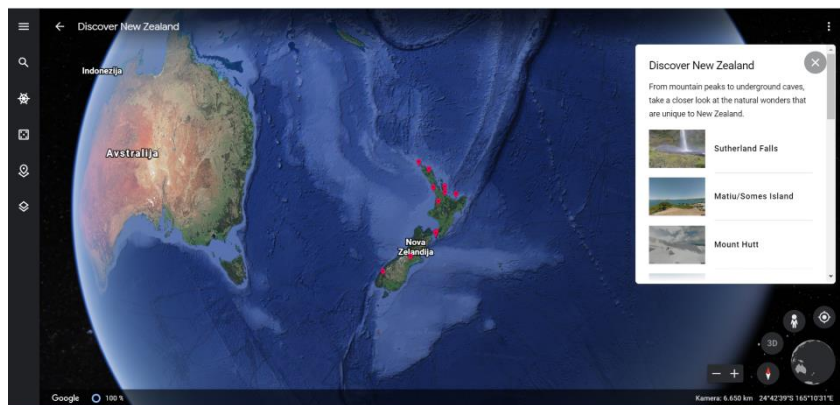 Discover New Zealand
Indonezija
Avstralija
Nova
Zelandija
Discover New Zealand
From mountain peaks to underground caves,
take a closer look at the natural wonders that
are unique to New Zealand.
Sutherland Falls
Matiu/Somes Island
Mount Hutt
3D
Google
100 %
Kamera: 6.650 km 24°42'39"S 165°10'31"E